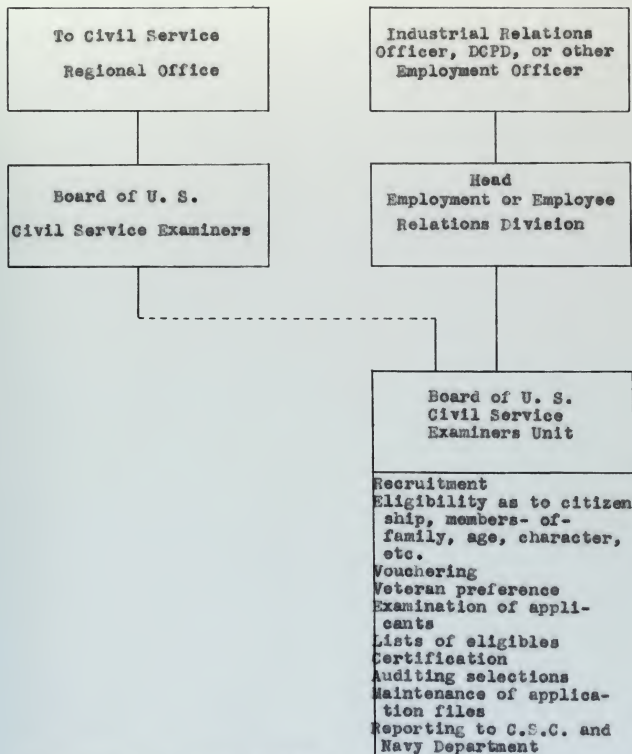 To Civil Service
Regional Office
Industrial Relations
Officer, DCPD, or other
Employment Officer
Board of U. S.
Civil Service Examiners
Head
Employment or Employee
Relations Division
Board of U. S.
Civil Service
Examiners Unit
Recruitment
Eligibility as to citizen
ship, members- of-
family, age, character,
etc.
Vouchering
Veteran preference
Examination of appli-
cants
Lists of eligibles
Certification
Auditing selections
Maintenance of applica-
tion files
Reporting to C.S.C. and
Navy Department